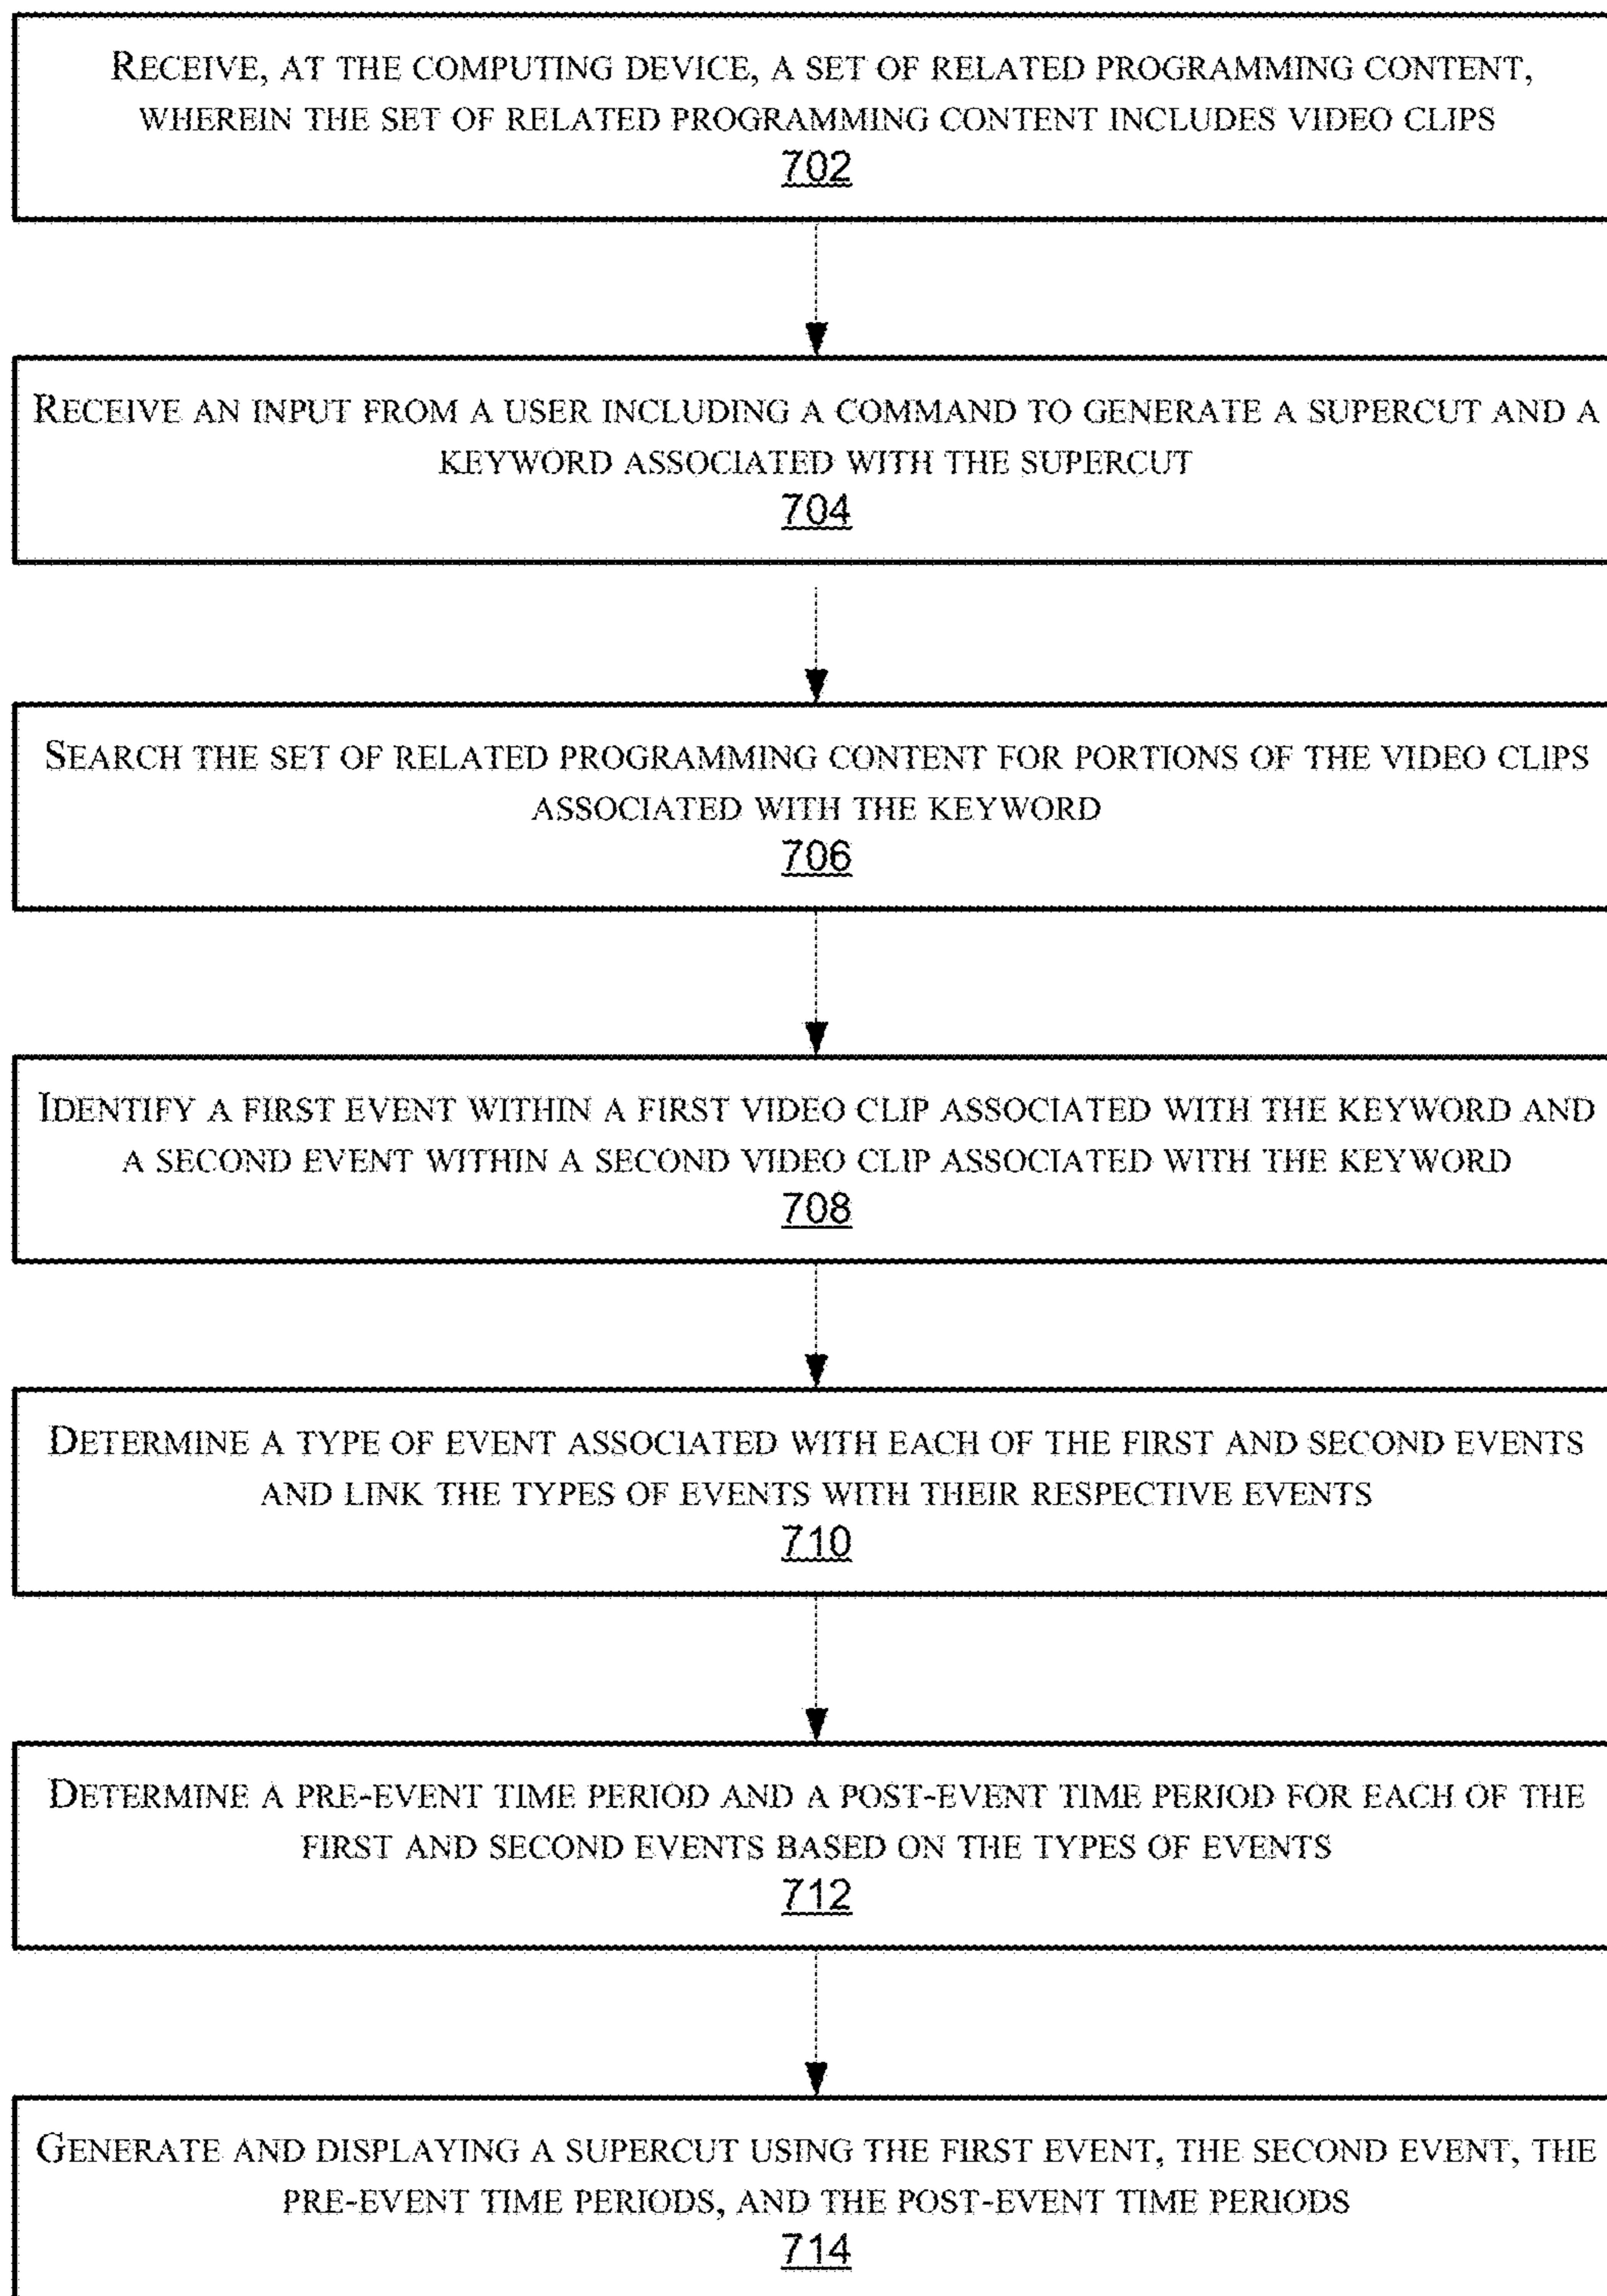 RECEIVE, AT THE COMPUTING DEVICE, A SET OF RELATED PROGRAMMING CONTENT,
WHEREIN THE SET OF RELATED PROGRAMMING CONTENT INCLUDES VIDEO CLIPS
702
RECEIVE AN INPUT FROM A USER INCLUDING A COMMAND TO GENERATE A SUPERCUT AND A
KEYWORD ASSOCIATED WITH THE SUPERCUT
704
SEARCH THE SET OF RELATED PROGRAMMING CONTENT FOR PORTIONS OF THE VIDEO CLIPS
ASSOCIATED WITH THE KEYWORD
706
IDENTIFY A FIRST EVENT WITHIN A FIRST VIDEO CLIP ASSOCIATED WITH THE KEYWORD AND
A SECOND EVENT WITHIN A SECOND VIDEO CLIP ASSOCIATED WITH THE KEYWORD
708
DETERMINE A TYPE OF EVENT ASSOCIATED WITH EACH OF THE FIRST AND SECOND EVENTS
AND LINK THE TYPES OF EVENTS WITH THEIR RESPECTIVE EVENTS
710
DETERMINE A PRE-EVENT TIME PERIOD AND A POST-EVENT TIME PERIOD FOR EACH OF THE
FIRST AND SECOND EVENTS BASED ON THE TYPES OF EVENTS
712
GENERATE AND DISPLAYING A SUPERCUT USING THE FIRST EVENT, THE SECOND EVENT, THE
PRE-EVENT TIME PERIODS, AND THE POST-EVENT TIME PERIODS
714